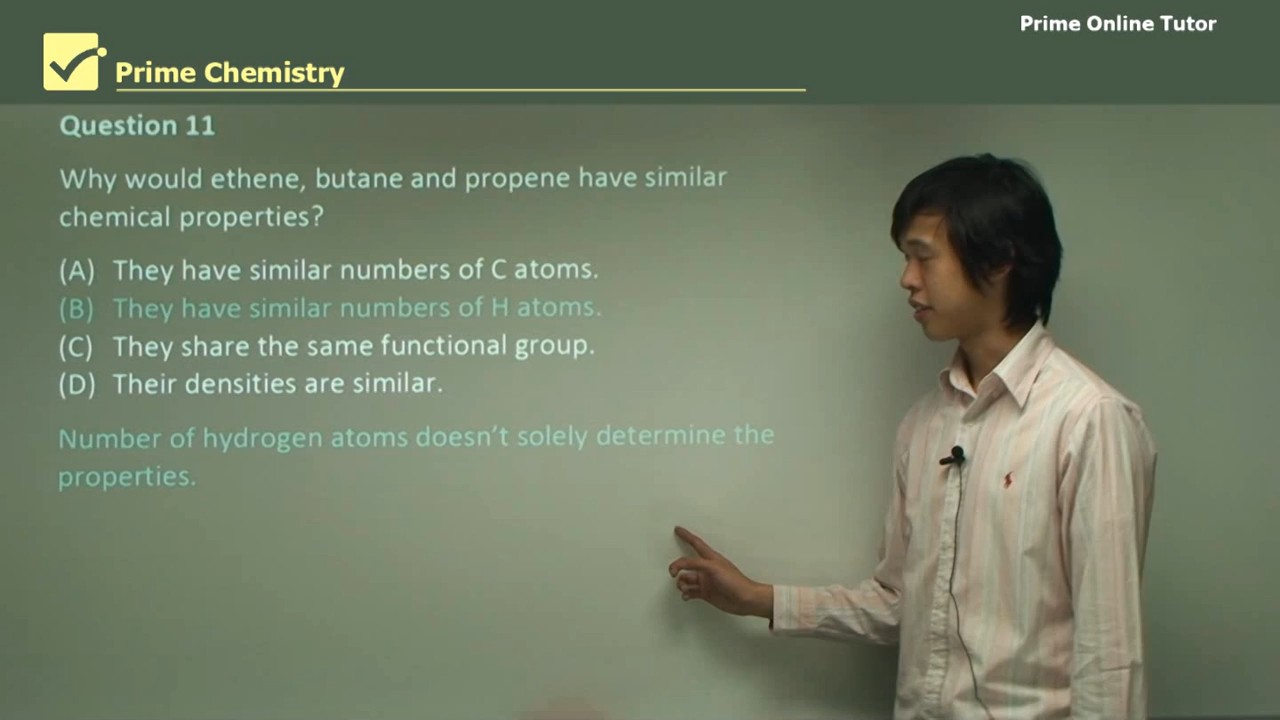 Prime Online Tutor
Prime Chemistry
Question 11
Why would ethene, butane and propene have similar
chemical properties?
(A) They have similar numbers of C atoms.
(B) They have similar numbers of H atoms.
(C) They share the same functional group.
(D) Their densities are similar.
Number of hydrogen atoms doesn't solely determine the
properties.